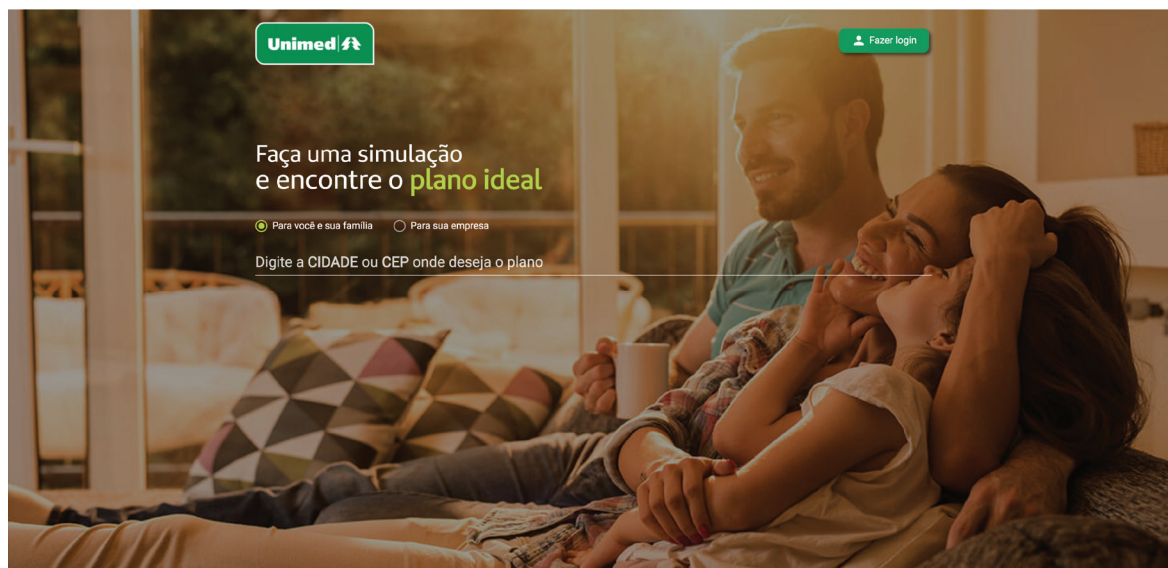 Unimed
Fazer login
Faça uma simulação
e encontre o plano ideal
Para você e sua família
Para sua empresa
Digite a CIDADE ou CEP onde deseja o plano